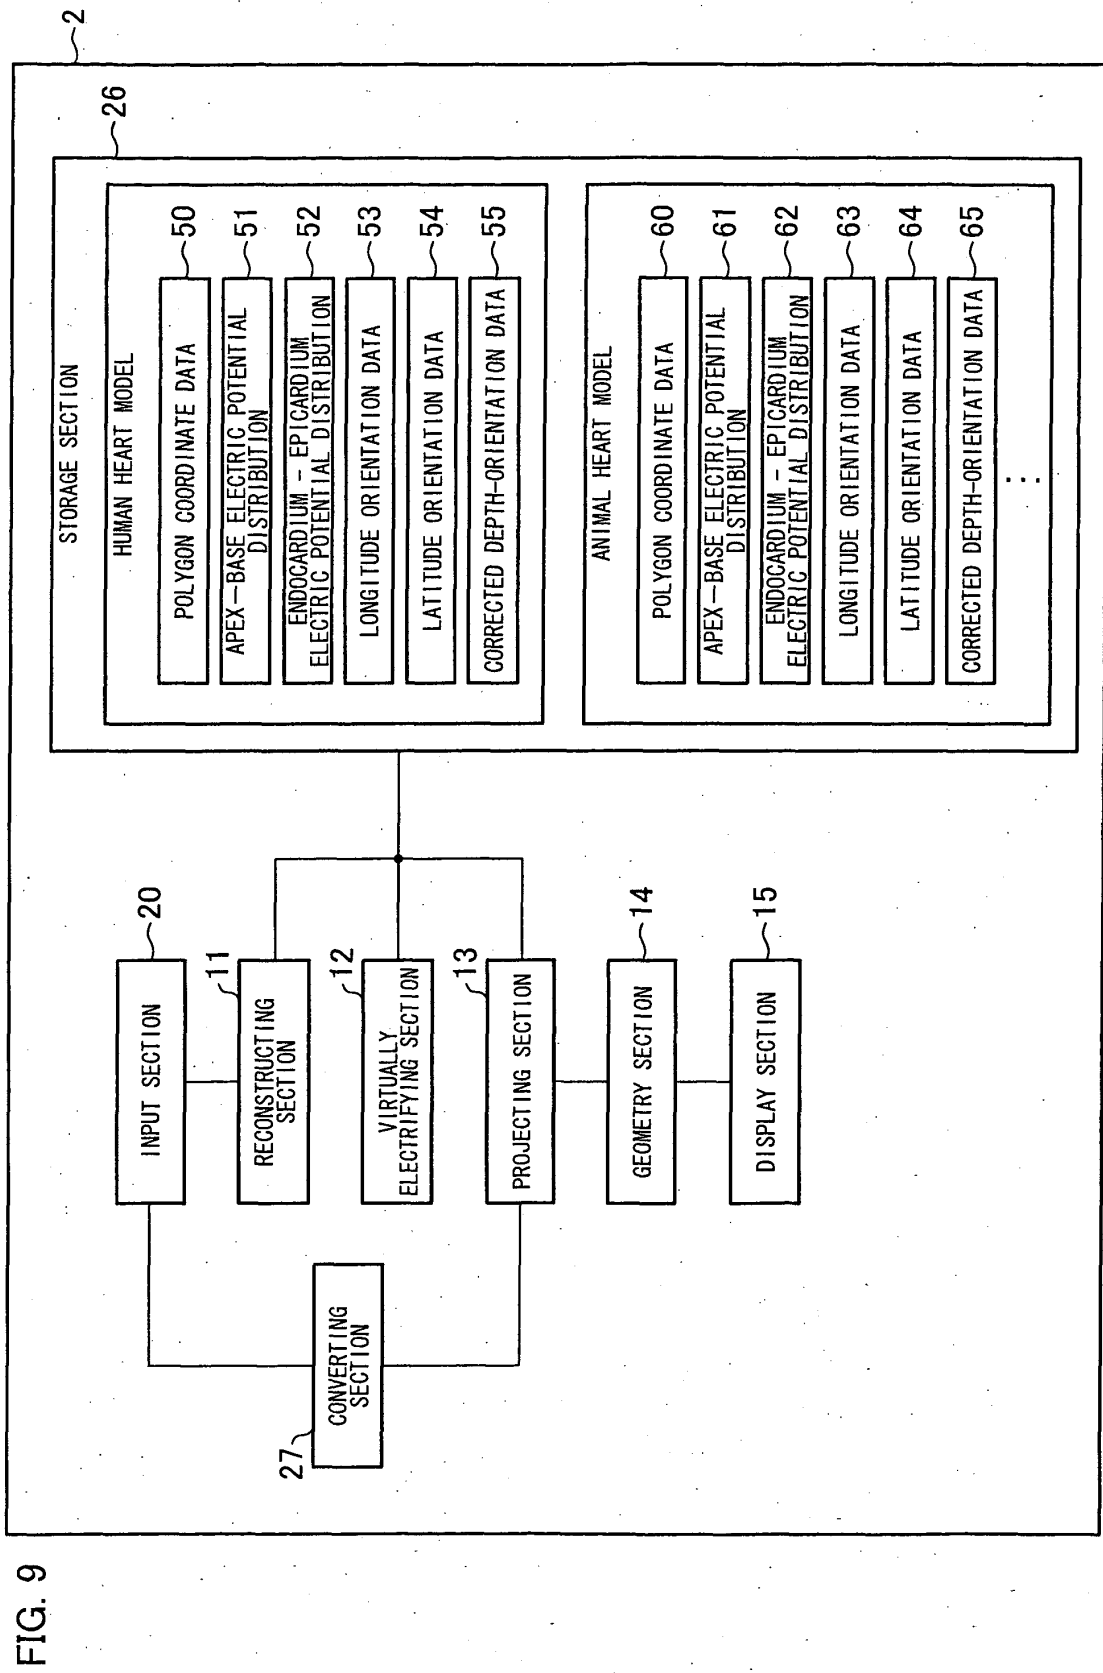 FIG. 9
2
26
STORAGE SECTION
HUMAN HEART MODEL
POLYGON COORDINATE DATA
50
APEX-BASE ELECTRIC POTENTIAL
DISTRIBUTION
51
ENDOCARDIUM - EPICARDIUM
ELECTRIC POTENTIAL DISTRIBUTION
52
LONGITUDE ORIENTATION DATA
53
LATITUDE ORIENTATION DATA
54
CORRECTED DEPTH-ORIENTATION DATA
55
ANIMAL HEART MODEL
POLYGON COORDINATE DATA
60
APEX-BASE ELECTRIC POTENTIAL
DISTRIBUTION
61
ENDOCARDIUM - EPICARDIUM
ELECTRIC POTENTIAL DISTRIBUTION
62
LONGITUDE ORIENTATION DATA
63
LATITUDE ORIENTATION DATA
64
CORRECTED DEPTH-ORIENTATION DATA
65
...
INPUT SECTION
20
RECONSTRUCTING
SECTION
11
VIRTUALLY
ELECTRIFYING SECTION
12
PROJECTING SECTION
13
GEOMETRY SECTION
14
DISPLAY SECTION
15
CONVERTING
SECTION
27